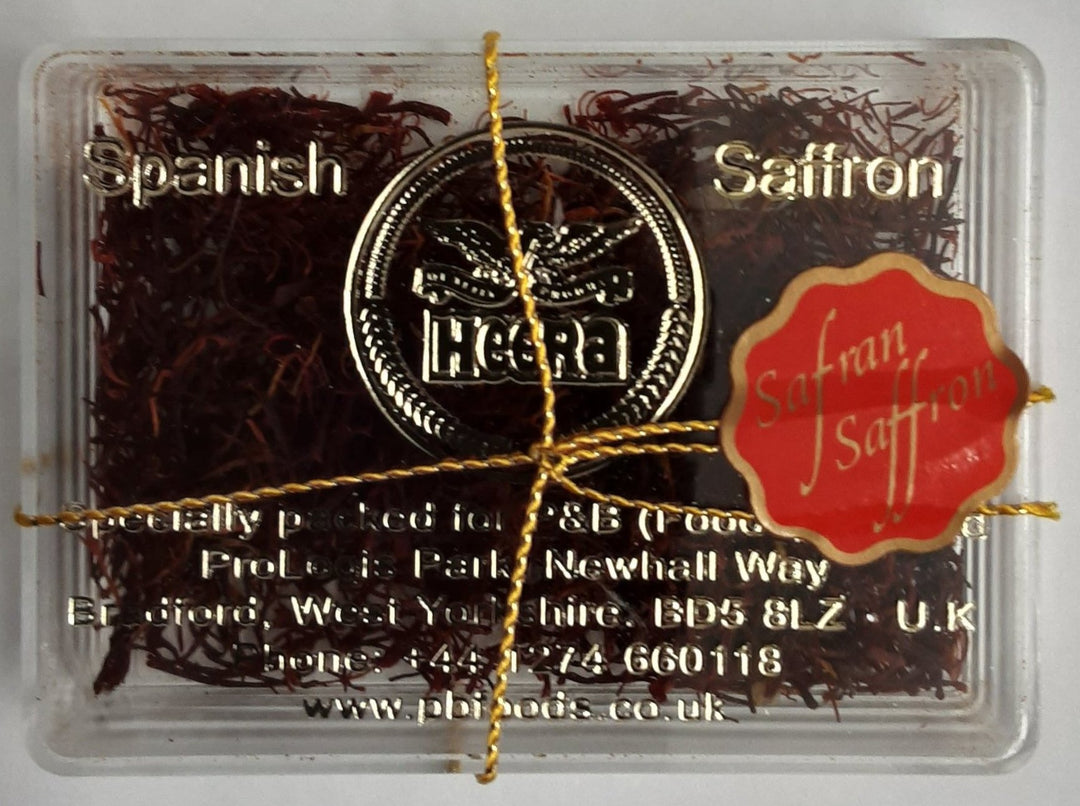 Spanish Saffron
HEERa
Safran
Saffron
Specially packed for P&B (Foods
ProLogis Park Newhall Way
Bradford, West Yorkshire. BD5 8LZ · U.K
Phone: +44 1274 660118
www.pbfoods.co.uk